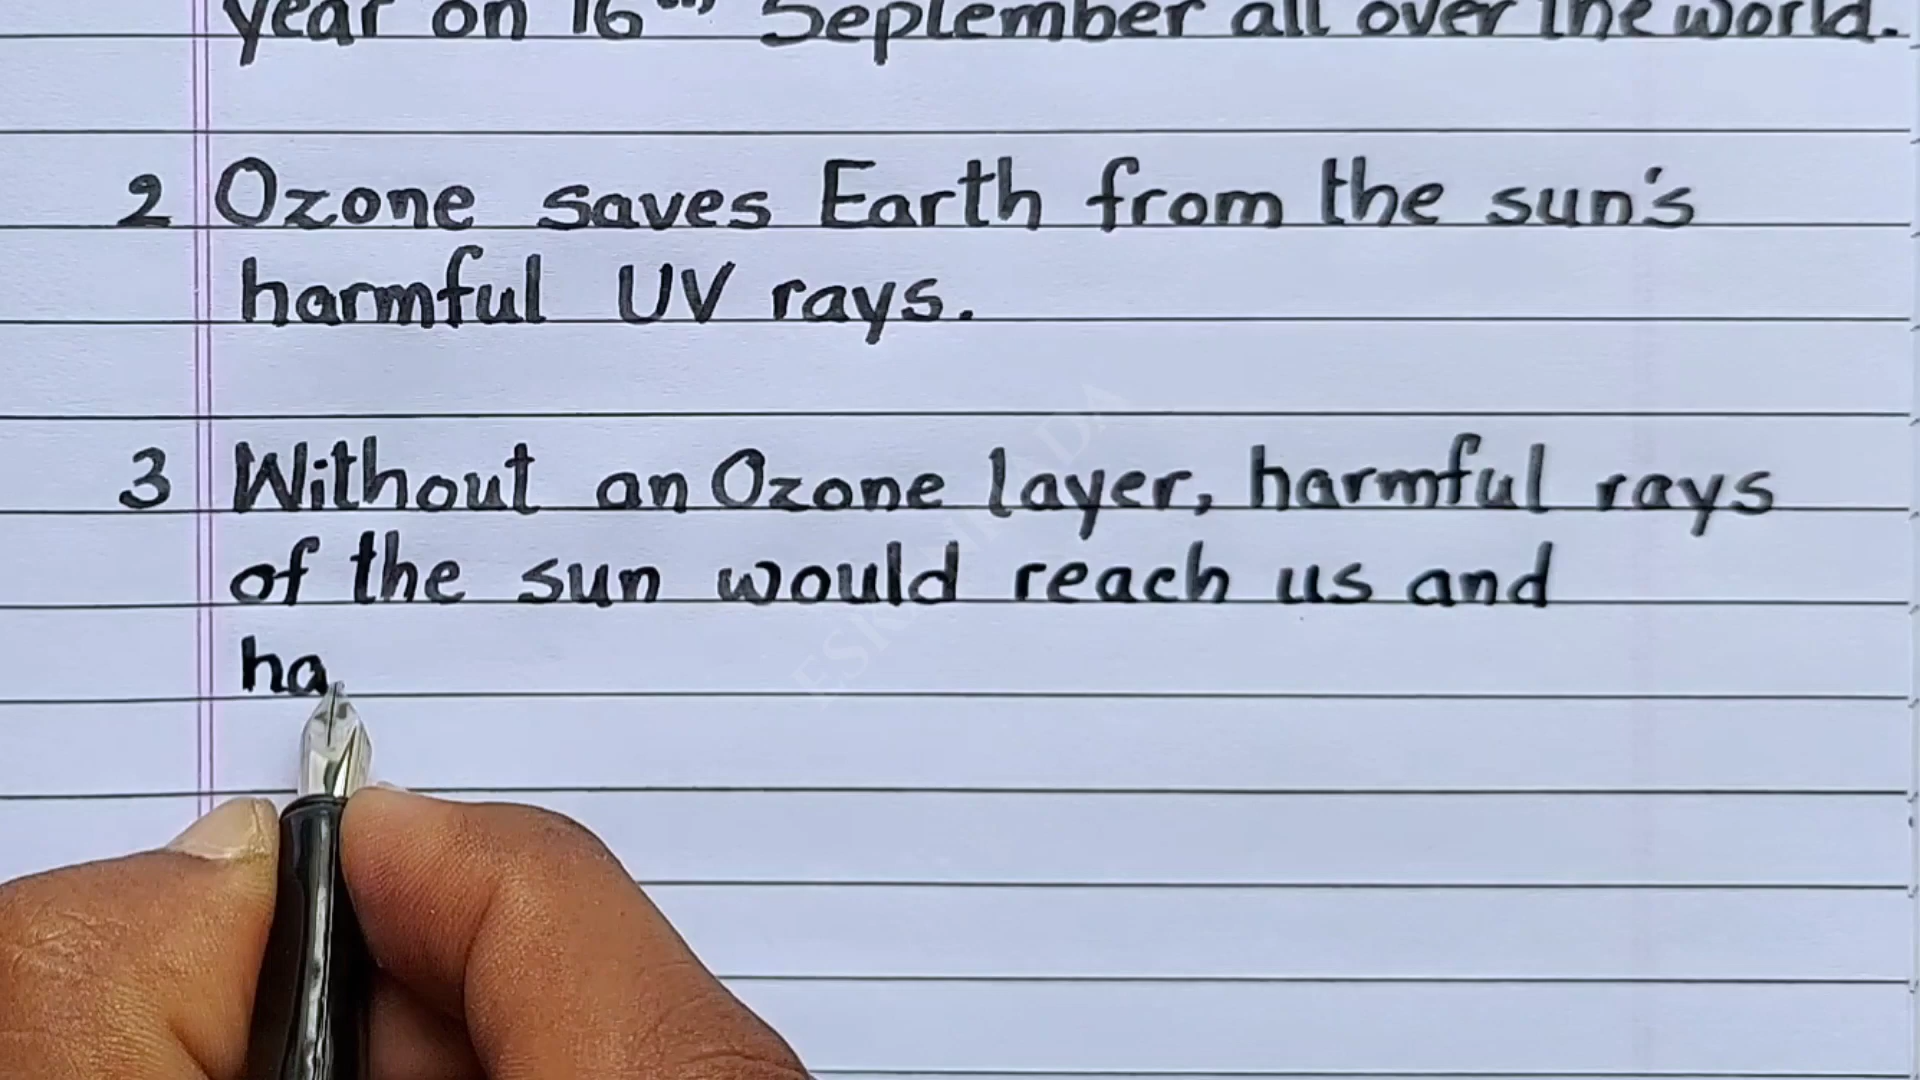 year on 16th September all over the world.
2 Ozone saves Earth from the sun's
harmful UV rays.
3 Without an Ozone layer, harmful rays
of the sun would reach us and
ha